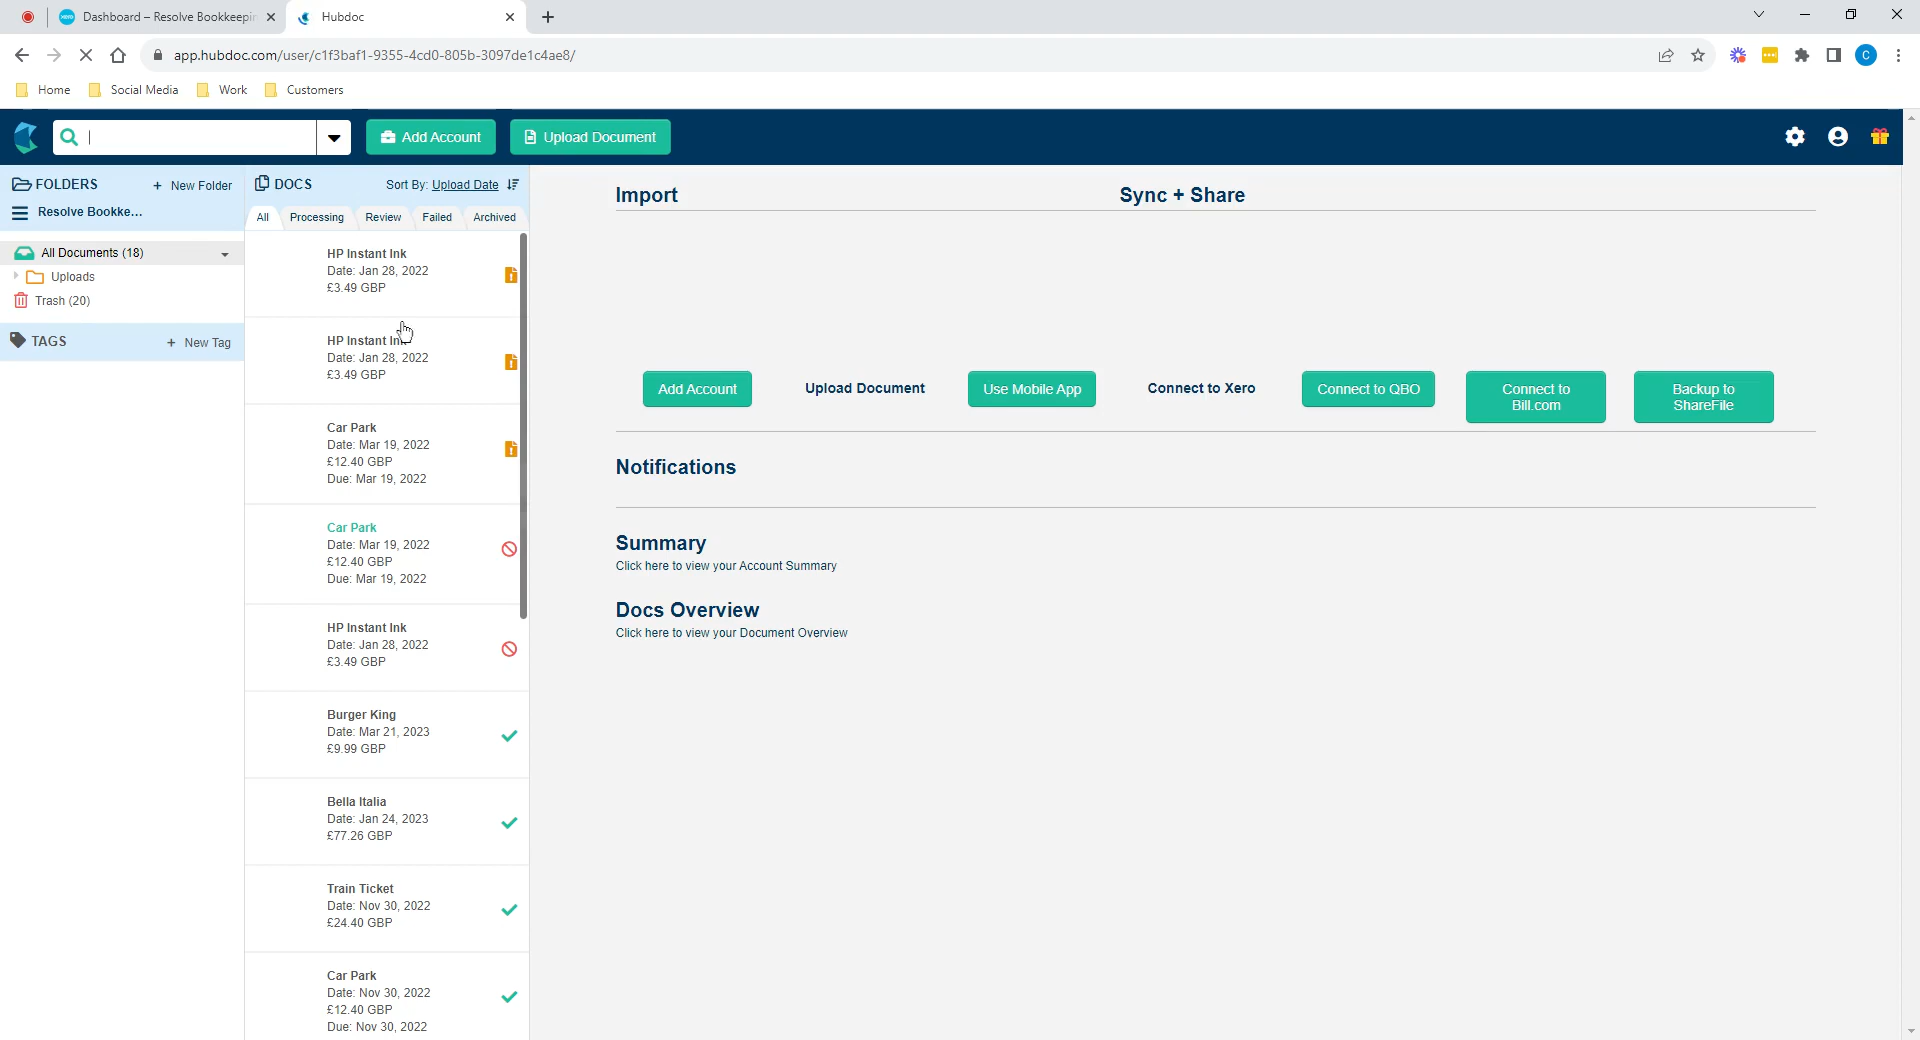 Dashboard – Resolve Bookkeepin
Hubdoc
app.hubdoc.com/user/c1f3baf1-9355-4cd0-805b-3097de1c4ae8/
C
Home
Social Media
Work
Customers
Add Account
Upload Document
FOLDERS
+ New Folder
Resolve Bookke...
All Documents (18)
Uploads
Trash (20)
TAGS
+ New Tag
DOCS
Sort By: Upload Date
All
Processing
Review
Failed
Archived
HP Instant Ink
Date: Jan 28, 2022
£3.49 GBP
HP Instant Ink
Date: Jan 28, 2022
£3.49 GBP
Car Park
Date: Mar 19, 2022
£12.40 GBP
Due: Mar 19, 2022
Car Park
Date: Mar 19, 2022
£12.40 GBP
Due: Mar 19, 2022
HP Instant Ink
Date: Jan 28, 2022
£3.49 GBP
Burger King
Date: Mar 21, 2023
£9.99 GBP
Bella Italia
Date: Jan 24, 2023
£77.26 GBP
Train Ticket
Date: Nov 30, 2022
£24.40 GBP
Car Park
Date: Nov 30, 2022
£12.40 GBP
Due: Nov 30, 2022
Import
Sync + Share
Add Account
Upload Document
Use Mobile App
Connect to Xero
Connect to QBO
Connect to
Bill.com
Backup to
ShareFile
Notifications
Summary
Click here to view your Account Summary
Docs Overview
Click here to view your Document Overview